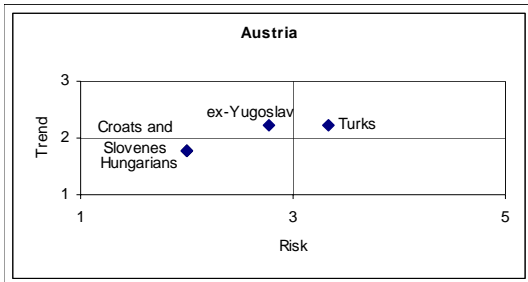 Austria
3
2
1
Trend
ex-Yugoslav
Turks
Croats and
Slovenes
Hungarians
1
3
5
Risk